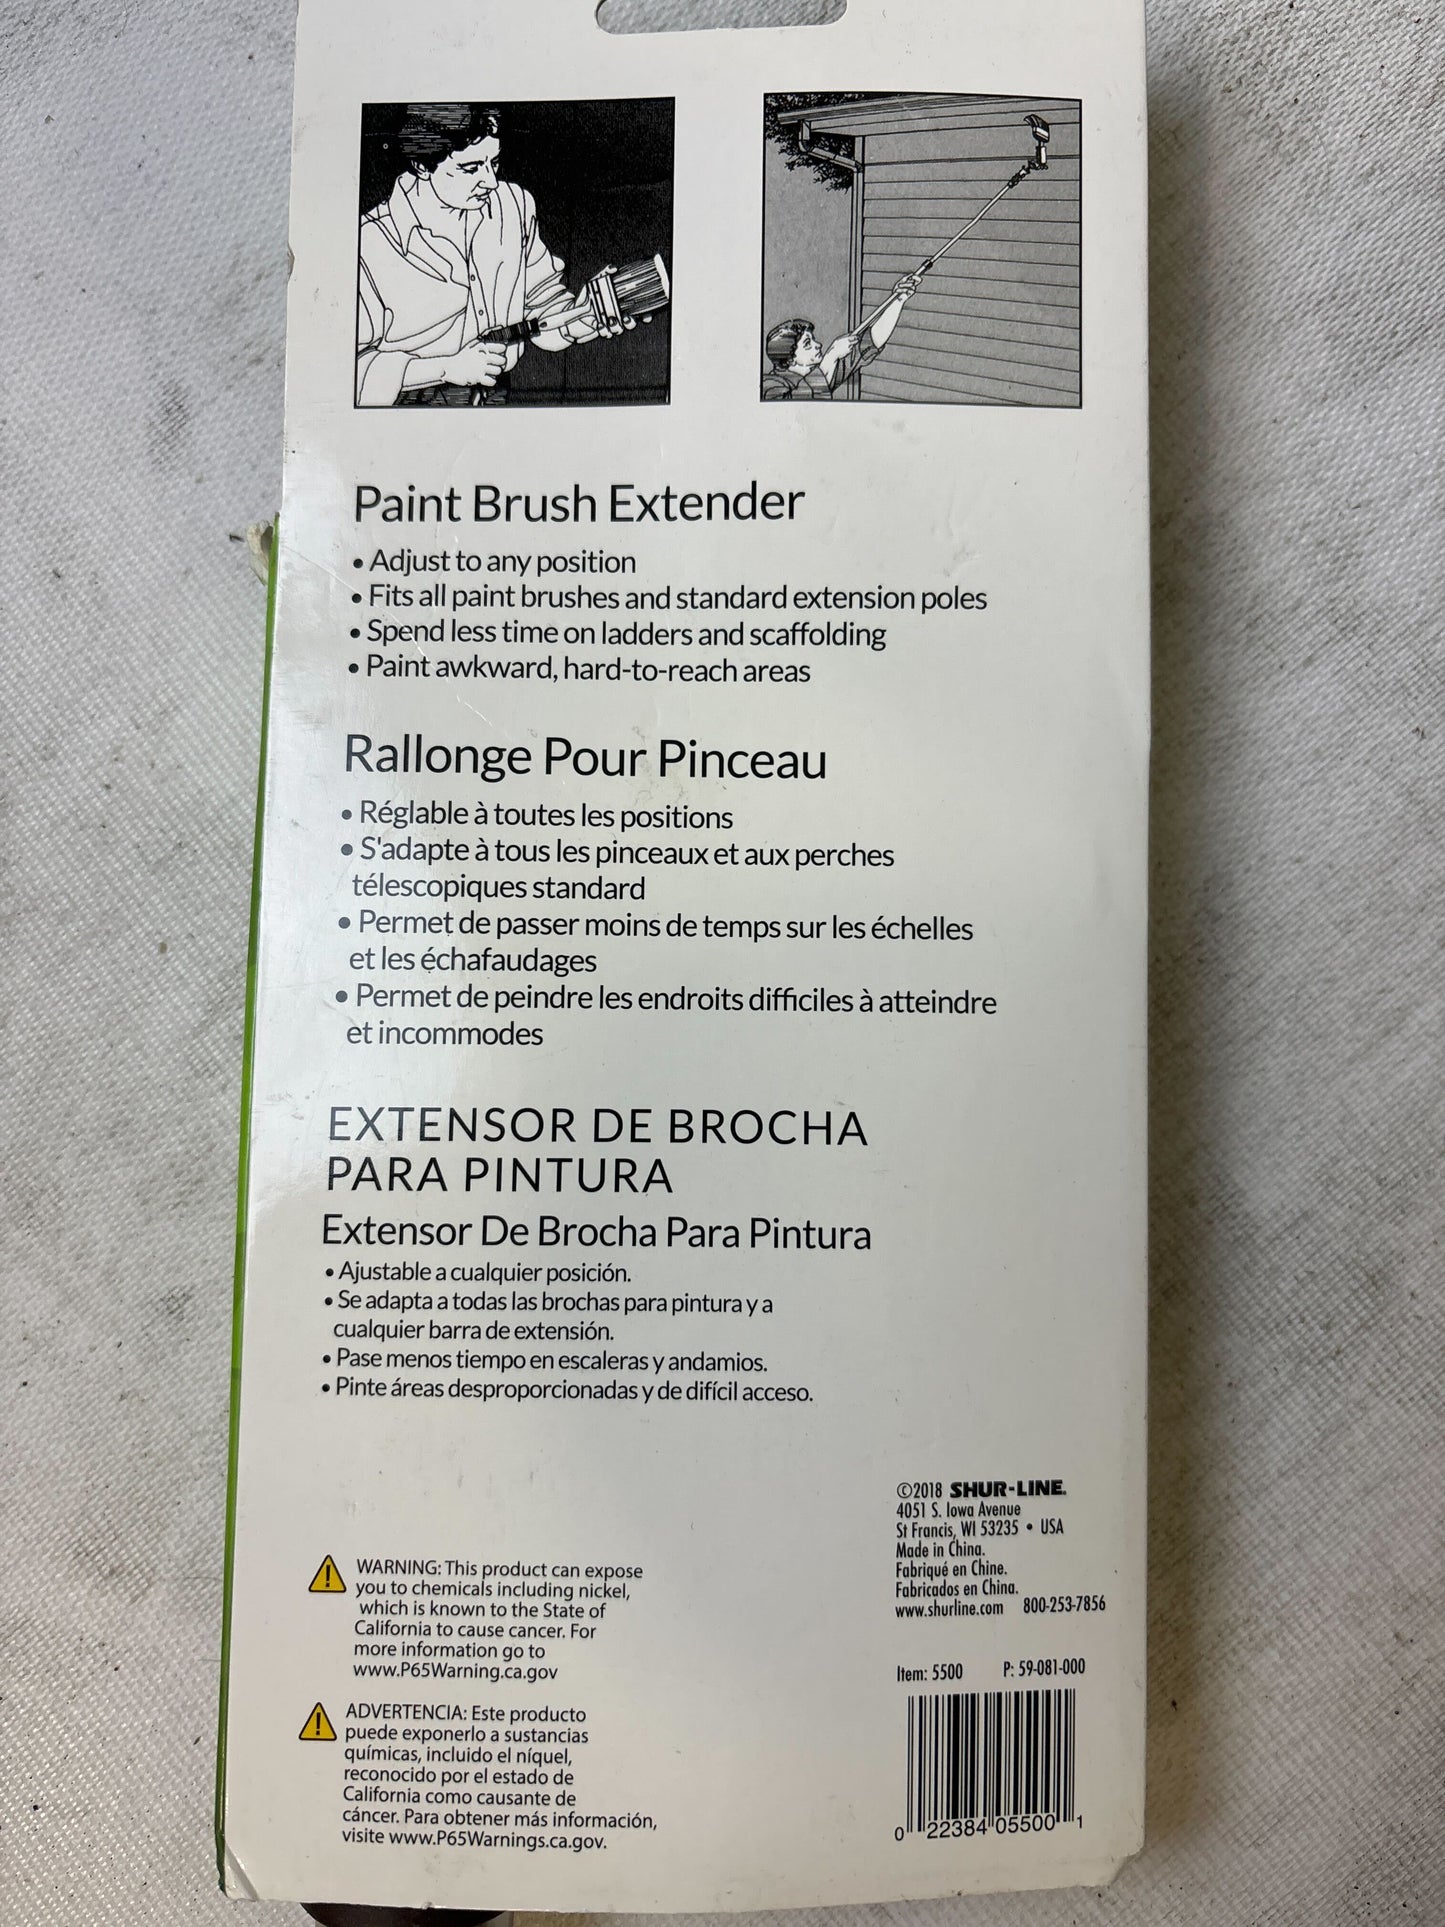 Paint Brush Extender
• Adjust to any position
• Fits all paint brushes and standard extension poles
• Spend less time on ladders and scaffolding
• Paint awkward, hard-to-reach areas
Rallonge Pour Pinceau
• Réglable à toutes les positions
• S'adapte à tous les pinceaux et aux perches
télescopiques standard
• Permet de passer moins de temps sur les échelles
et les échafaudages
• Permet de peindre les endroits difficiles à atteindre
et incommodes
EXTENSOR DE BROCHA
PARA PINTURA
Extensor De Brocha Para Pintura
• Ajustable a cualquier posición.
• Se adapta a todas las brochas para pintura y a
cualquier barra de extensión.
• Pase menos tiempo en escaleras y andamios.
• Pinte áreas desproporcionadas y de difícil acceso.
WARNING: This product can expose
you to chemicals including nickel,
which is known to the State of
California to cause cancer. For
more information go to
www.P65Warning.ca.gov
ADVERTENCIA: Este producto
puede exponerlo a sustancias
químicas, incluido el níquel,
reconocido por el estado de
California como causante de
cáncer. Para obtener más información,
visite www.P65Warnings.ca.gov.
©2018 SHUR-LINE.
4051 S. Iowa Avenue
St Francis, WI 53235 • USA
Made in China.
Fabriqué en Chine.
Fabricados en China.
www.shurline.com 800-253-7856
Item: 5500 P: 59-081-000
0 22384 05500 1